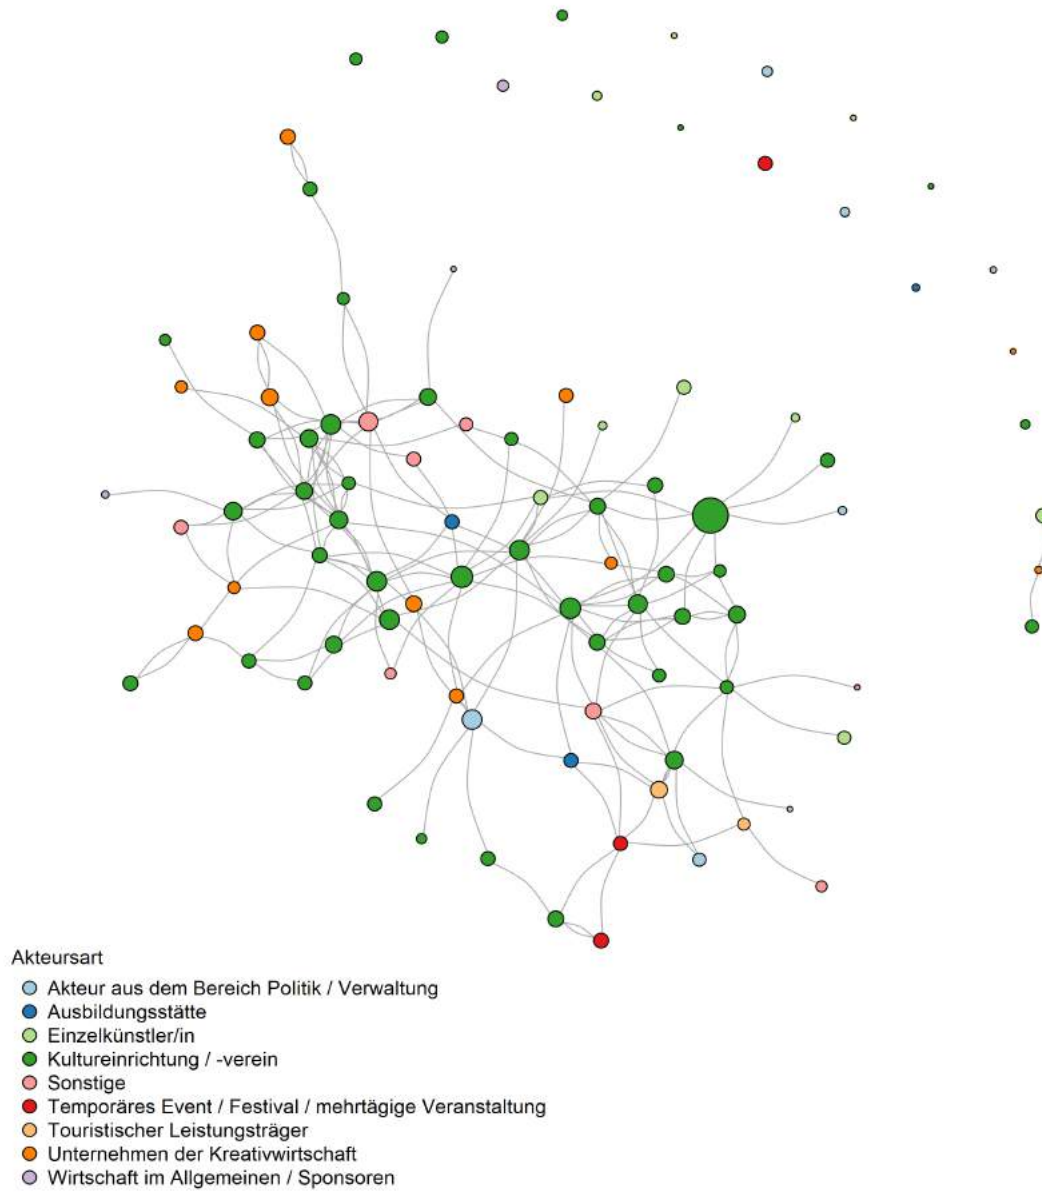 Akteursart
Akteur aus dem Bereich Politik / Verwaltung
Ausbildungsstätte
Einzelkünstler/in
Kultureinrichtung / -verein
Sonstige
Temporäres Event / Festival / mehrtägige Veranstaltung
Touristischer Leistungsträger
Unternehmen der Kreativwirtschaft
Wirtschaft im Allgemeinen / Sponsoren